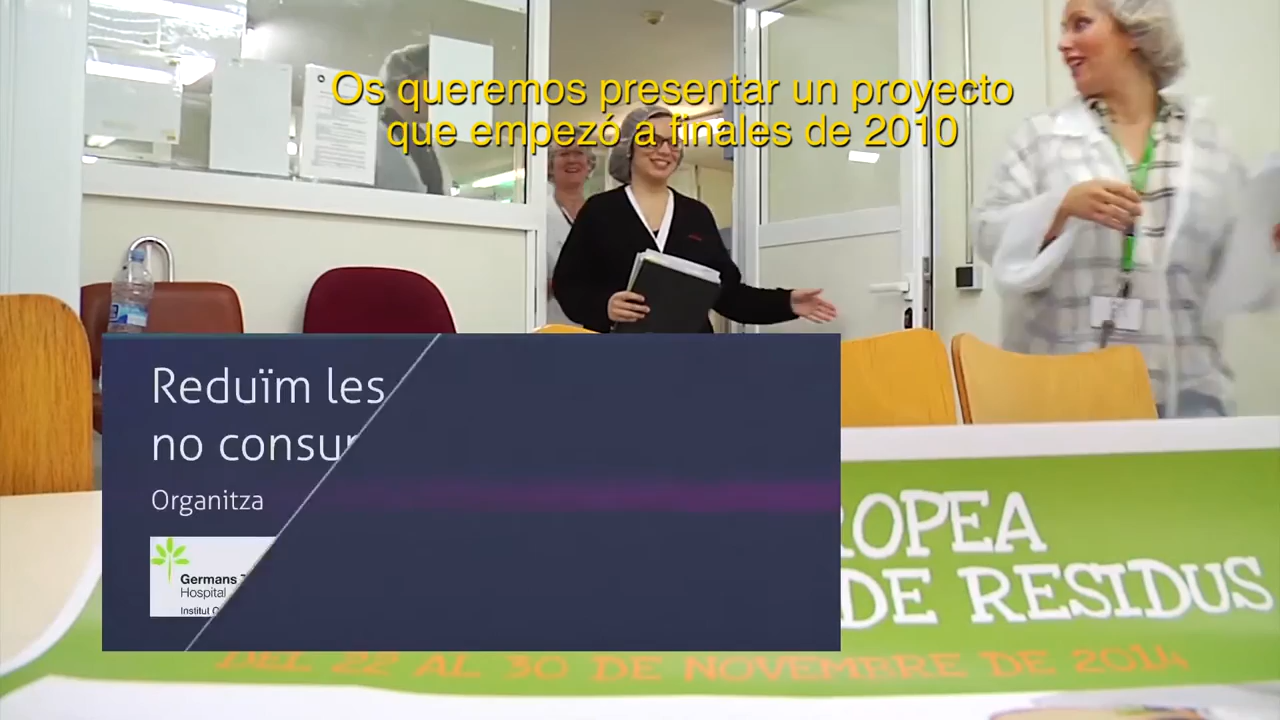 Os queremos presentar un proyecto
que empezó a finales de 2010
Reduïm les
no consu
Organitza
Germans
Hospital
Institut
ROPEA
DE RESIDUS
DEL 22 AL 30 DE NOVEMBRE DE 2014